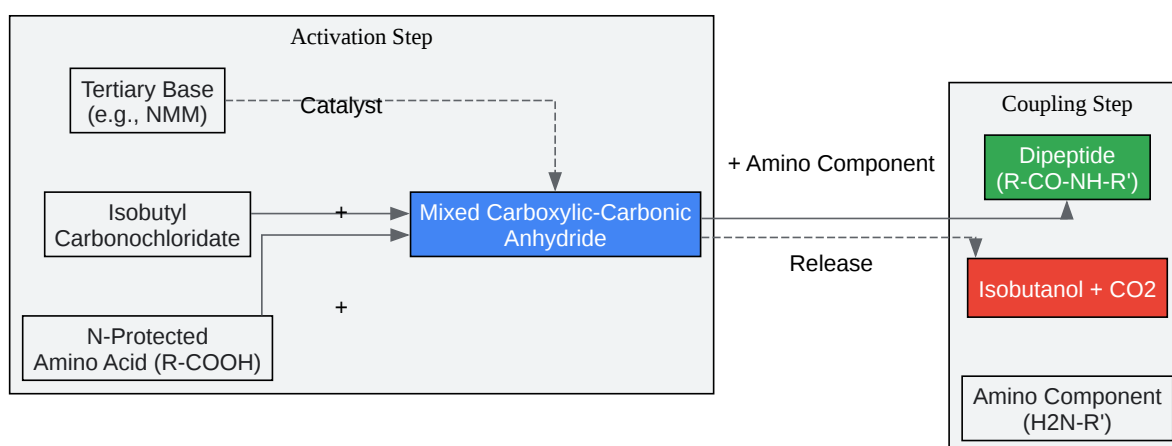 Activation Step
Tertiary Base
(e.g., NMM)
Catalyst
Isobutyl
Carbonochloridate
+
Mixed Carboxylic-Carbonic
Anhydride
+
N-Protected
Amino Acid (R-COOH)
+ Amino Component
Release
Coupling Step
Dipeptide
(R-CO-NH-R')
Isobutanol + CO2
Amino Component
(H2N-R')